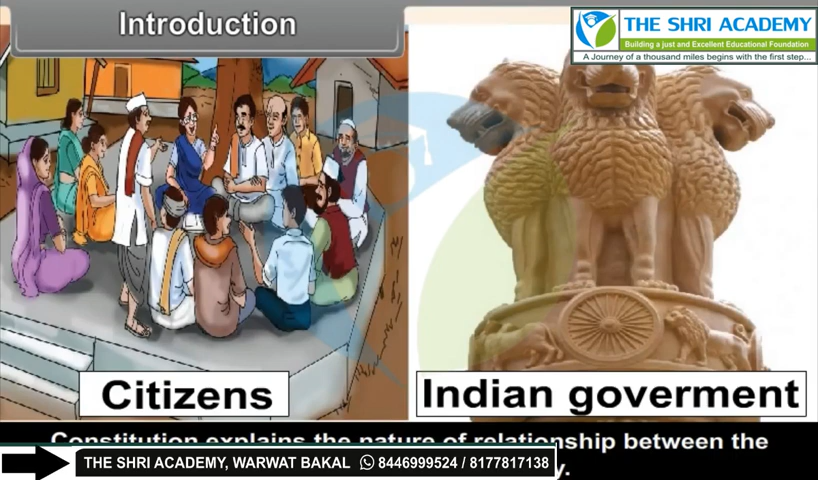 Introduction
THE SHRI ACADEMY
Building a just and Excellent Educational Foundation
A Journey of a thousand miles begins with the first step...
Citizens
Indian goverment
Constitution explains the nature of relationship between the
y.
THE SHRI ACADEMY, WARWAT BAKAL 8446999524 / 8177817138